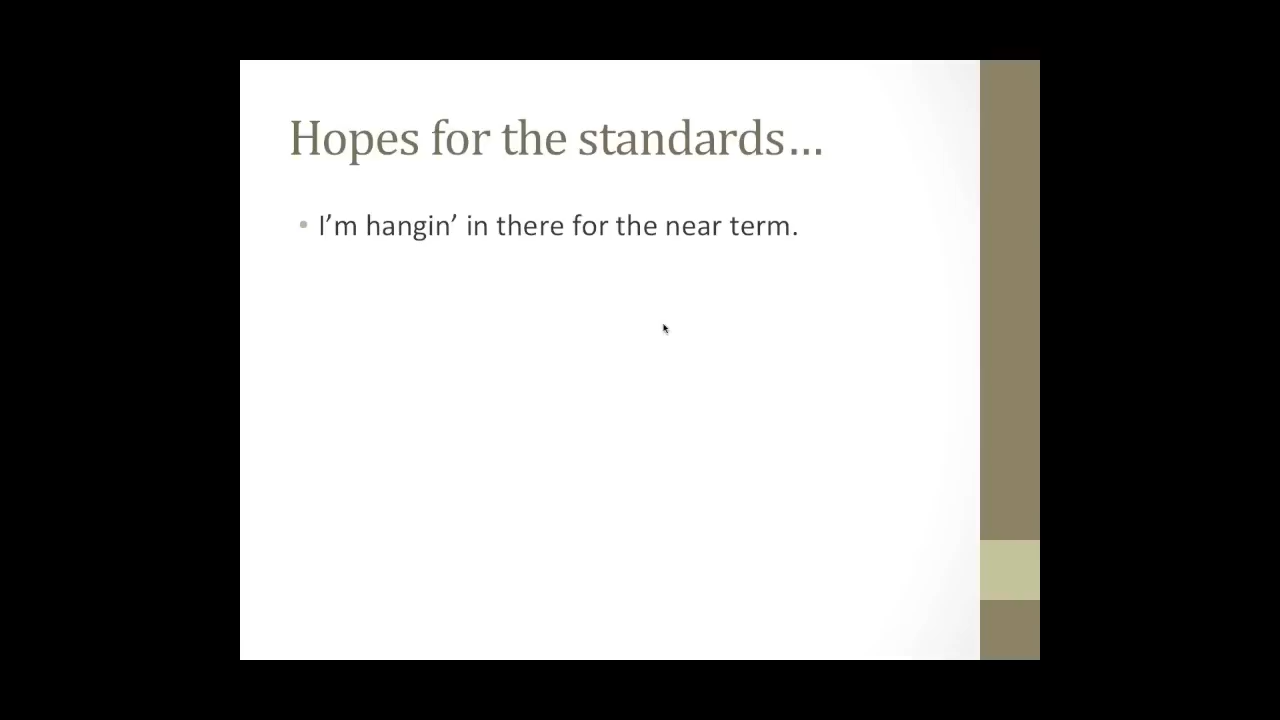 Hopes for the standards…
• I’m hangin’ in there for the near term.